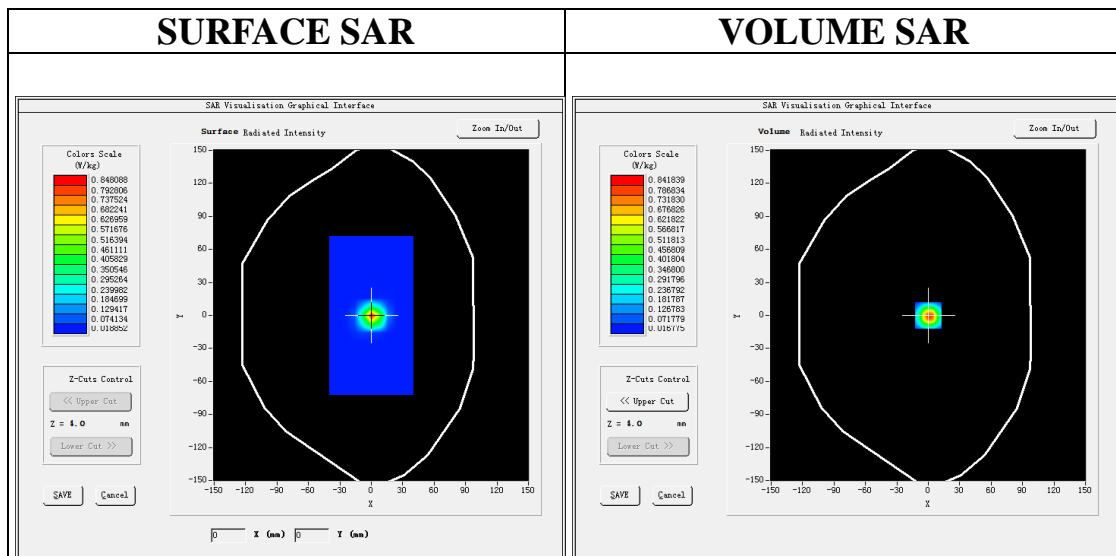 SURFACE SAR
VOLUME SAR
SAR Visualisation Graphical Interface
Surface Radiated Intensity
Zoom In/Out
Colors Scale
(W/kg)
0.848088
0.792806
0.737524
0.682241
0.626959
0.571676
0.516394
0.461111
0.405829
0.350546
0.295264
0.239982
0.184699
0.129417
0.074134
0.018852
Z-Cuts Control
<< Upper Cut
Z = 4.0 mm
Lower Cut >>
SAVE Cancel
150
120
90
60
30
0
-30
-60
-90
-120
-150
Y
-150 -120 -90 -60 -30 0 30 60 90 120 150
X
0 X (mm) 0 Y (mm)
SAR Visualisation Graphical Interface
Volume Radiated Intensity
Zoom In/Out
Colors Scale
(W/kg)
0.841839
0.786834
0.731830
0.676826
0.621822
0.566817
0.511813
0.456809
0.401804
0.346800
0.291796
0.236792
0.181787
0.126783
0.071779
0.016775
Z-Cuts Control
<< Upper Cut
Z = 4.0 mm
Lower Cut >>
SAVE Cancel
150
120
90
60
30
0
-30
-60
-90
-120
-150
Y
-150 -120 -90 -60 -30 0 30 60 90 120 150
X